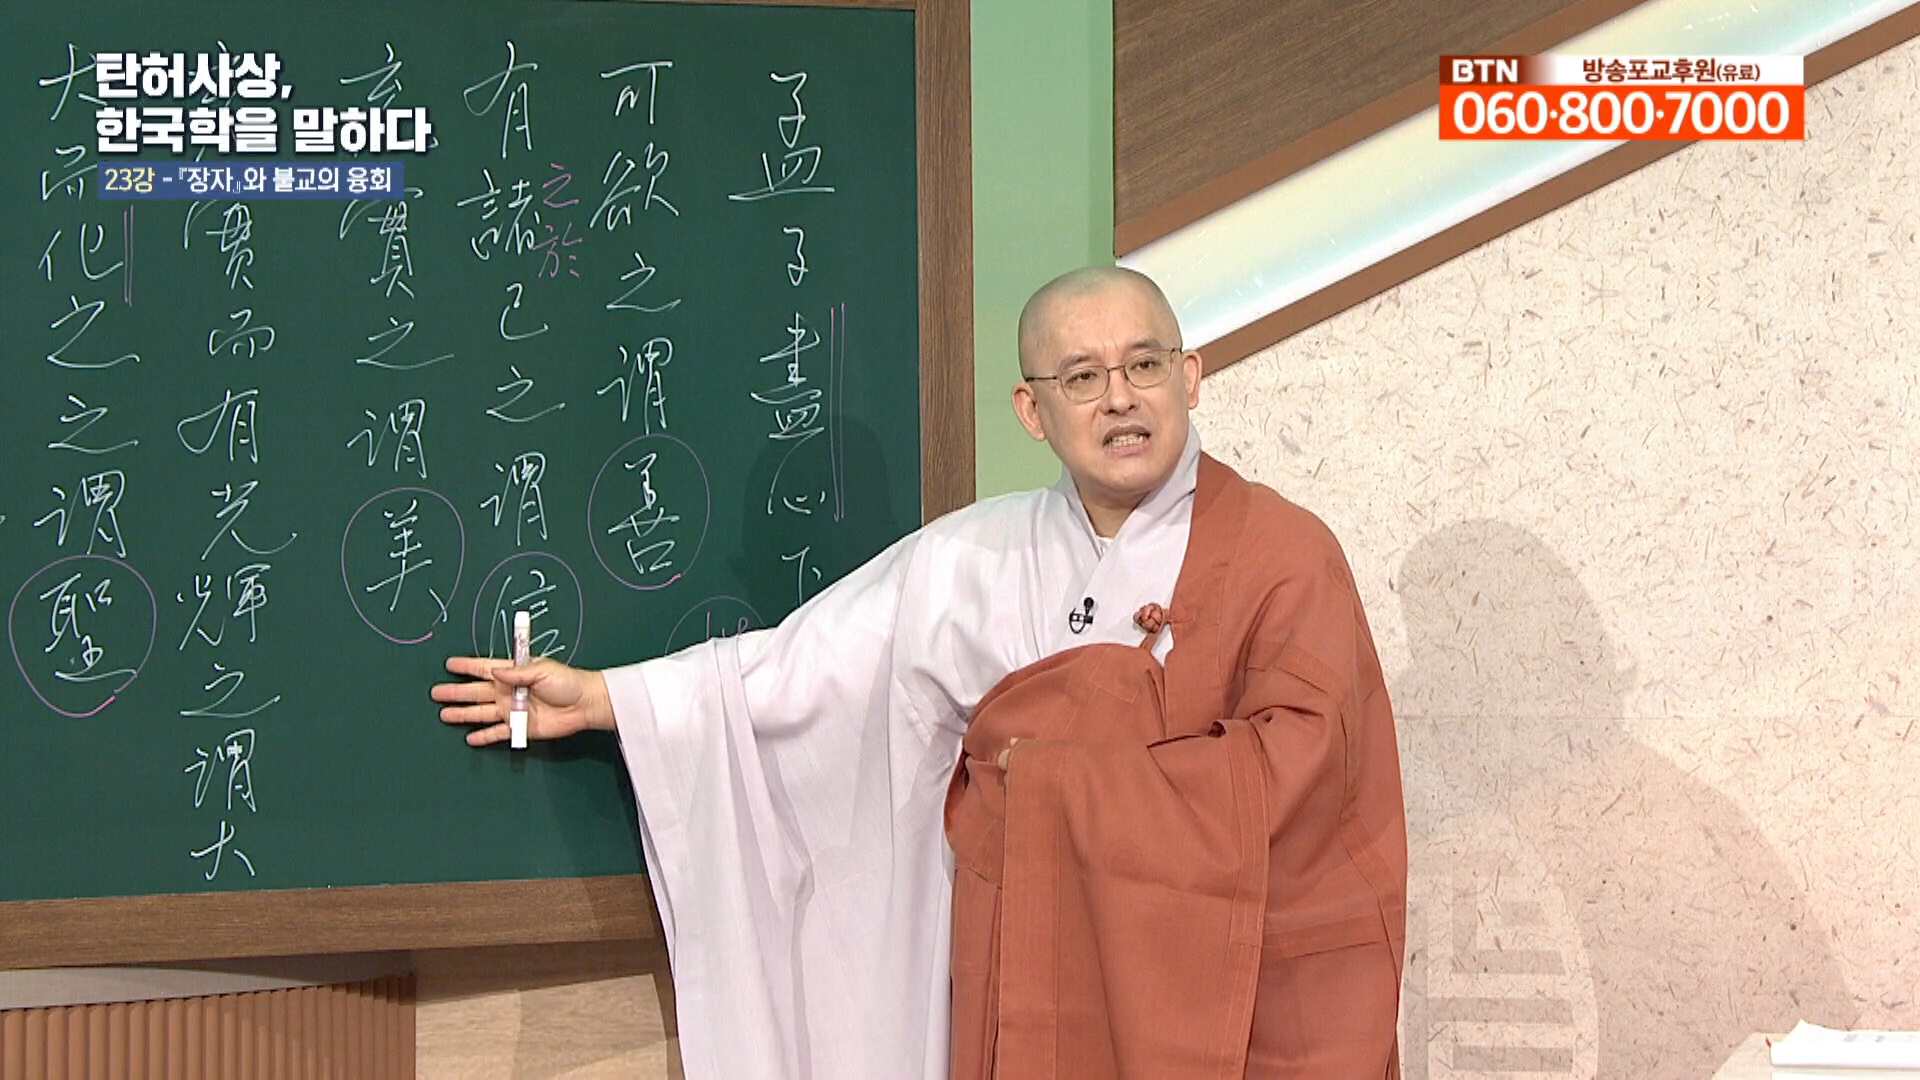 탄허사상,
한국학을 말하다
23강 - 『장자』와 불교의 융회
BTN 방송포교후원(유료)
060·800·7000
孟子 盡心下
可欲之謂善
有諸己之謂信
之於
充實之謂美
實而有光輝之謂大
大而化之之謂聖